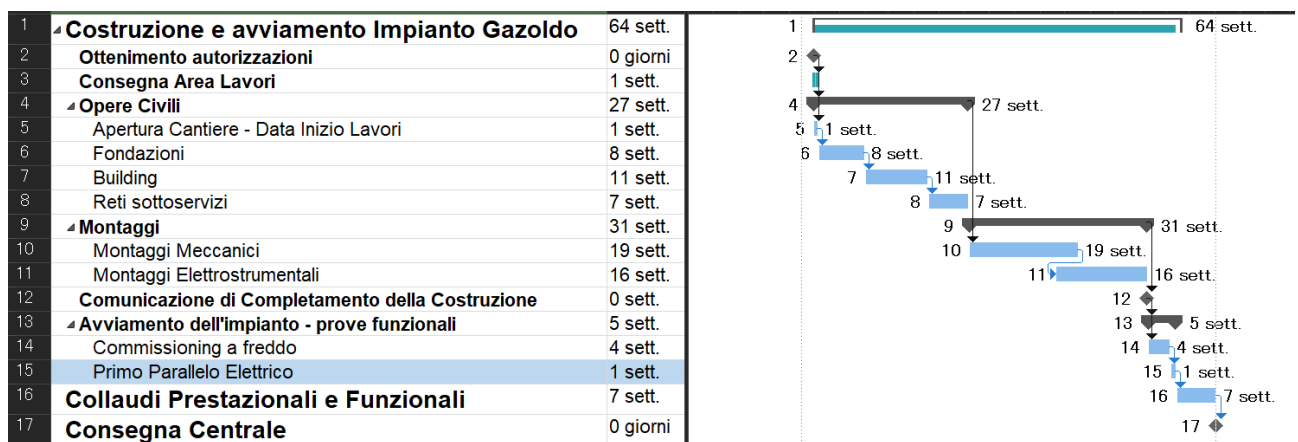 1 Costruzione e avviamento Impianto Gazoldo 64 sett. 1 64 sett.
2 Ottenimento autorizzazioni 0 giorni 2
3 Consegna Area Lavori 1 sett.
4 Opere Civili 27 sett. 4 27 sett.
5 Apertura Cantiere - Data Inizio Lavori 1 sett. 5 1 sett.
6 Fondazioni 8 sett. 6 8 sett.
7 Building 11 sett. 7 11 sett.
8 Reti sottoservizi 7 sett. 8 7 sett.
9 Montaggi 31 sett. 9 31 sett.
10 Montaggi Meccanici 19 sett. 10 19 sett.
11 Montaggi Elettrostrumentali 16 sett. 11 16 sett.
12 Comunicazione di Completamento della Costruzione 0 sett. 12
13 Avviamento dell'impianto - prove funzionali 5 sett. 13 5 sett.
14 Commissioning a freddo 4 sett. 14 4 sett.
15 Primo Parallelo Elettrico 1 sett. 15 1 sett.
16 Collaudi Prestazionali e Funzionali 7 sett. 16 7 sett.
17 Consegna Centrale 0 giorni 17